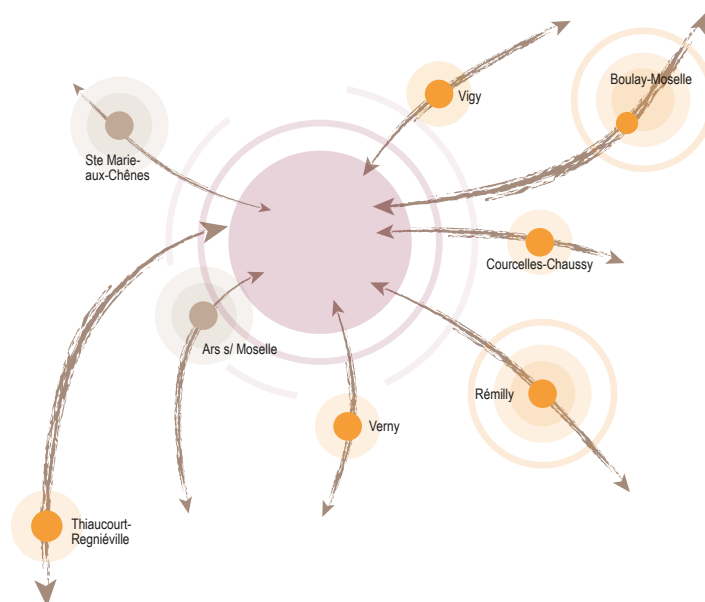 Boulay-Moselle
Vigy
Ste Marie-
aux-Chênes
Courcelles-Chaussy
Ars s/ Moselle
Rémilly
Verny
Thiaucourt-
Regniéville